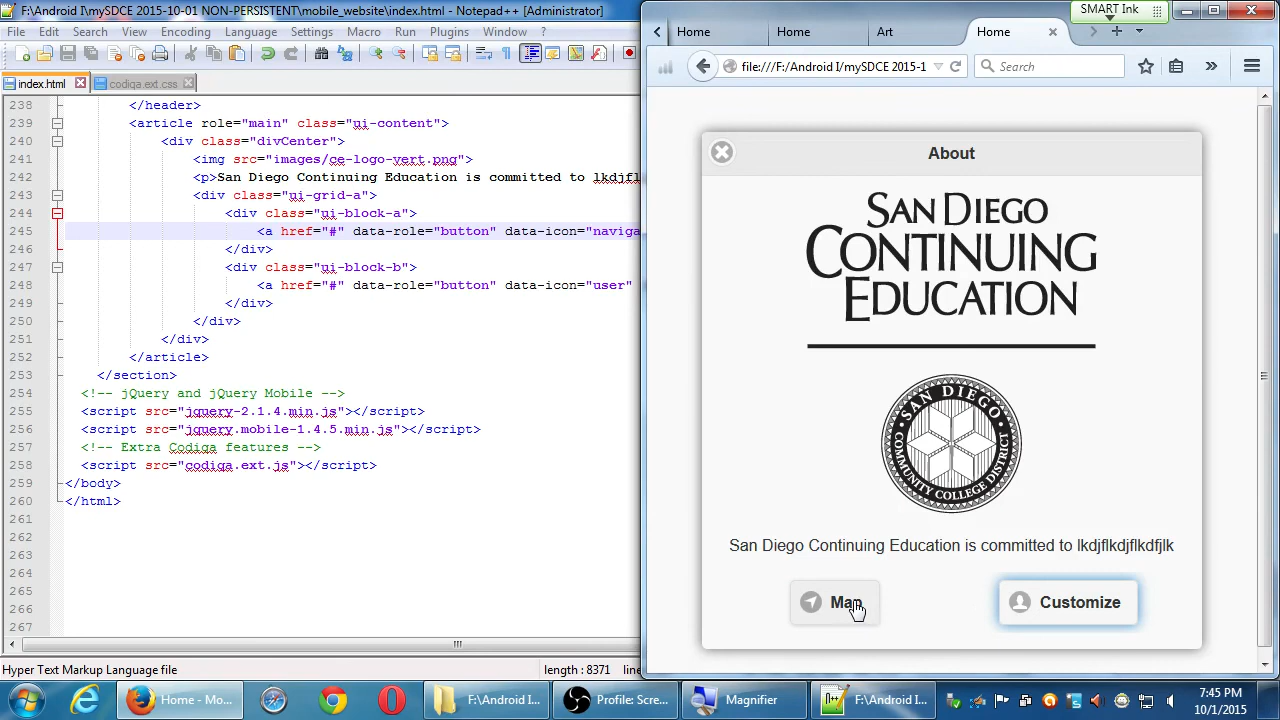 F:\Android I\mySDCE 2015-10-01 NON-PERSISTENT\mobile_website\index.html - Notepad++ [Administrator]
File Edit Search View Encoding Language Settings Macro Run Plugins Window ?
index.html
codiqa.ext.css
238 </header>
239 <article role="main" class="ui-content">
240 <div class="divCenter">
241 <img src="images/ce-logo-vert.png">
242 <p>San Diego Continuing Education is committed to lkdjfl
243 <div class="ui-grid-a">
244 <div class="ui-block-a">
245 <a href="#" data-role="button" data-icon="naviga
246 </div>
247 <div class="ui-block-b">
248 <a href="#" data-role="button" data-icon="user"
249 </div>
250 </div>
251 </div>
252 </article>
253 </section>
254 <!-- jQuery and jQuery Mobile -->
255 <script src="jquery-2.1.4.min.js"></script>
256 <script src="jquery.mobile-1.4.5.min.js"></script>
257 <!-- Extra Codiqa features -->
258 <script src="codiqa.ext.js"></script>
259 </body>
260 </html>
261
262
263
264
265
266
267
Hyper Text Markup Language file length : 8371 line
SMART Ink
Home Home Art Home
file:///F:/Android I/mySDCE 2015-1
Search
About
SAN DIEGO
CONTINUING
EDUCATION
SAN DIEGO
COMMUNITY COLLEGE DISTRICT
San Diego Continuing Education is committed to lkdjflkdjflkdfjlk
Map
Customize
Home - Mo...
F:\Android I...
Profile: Scre...
Magnifier
F:\Android I...
7:45 PM
10/1/2015